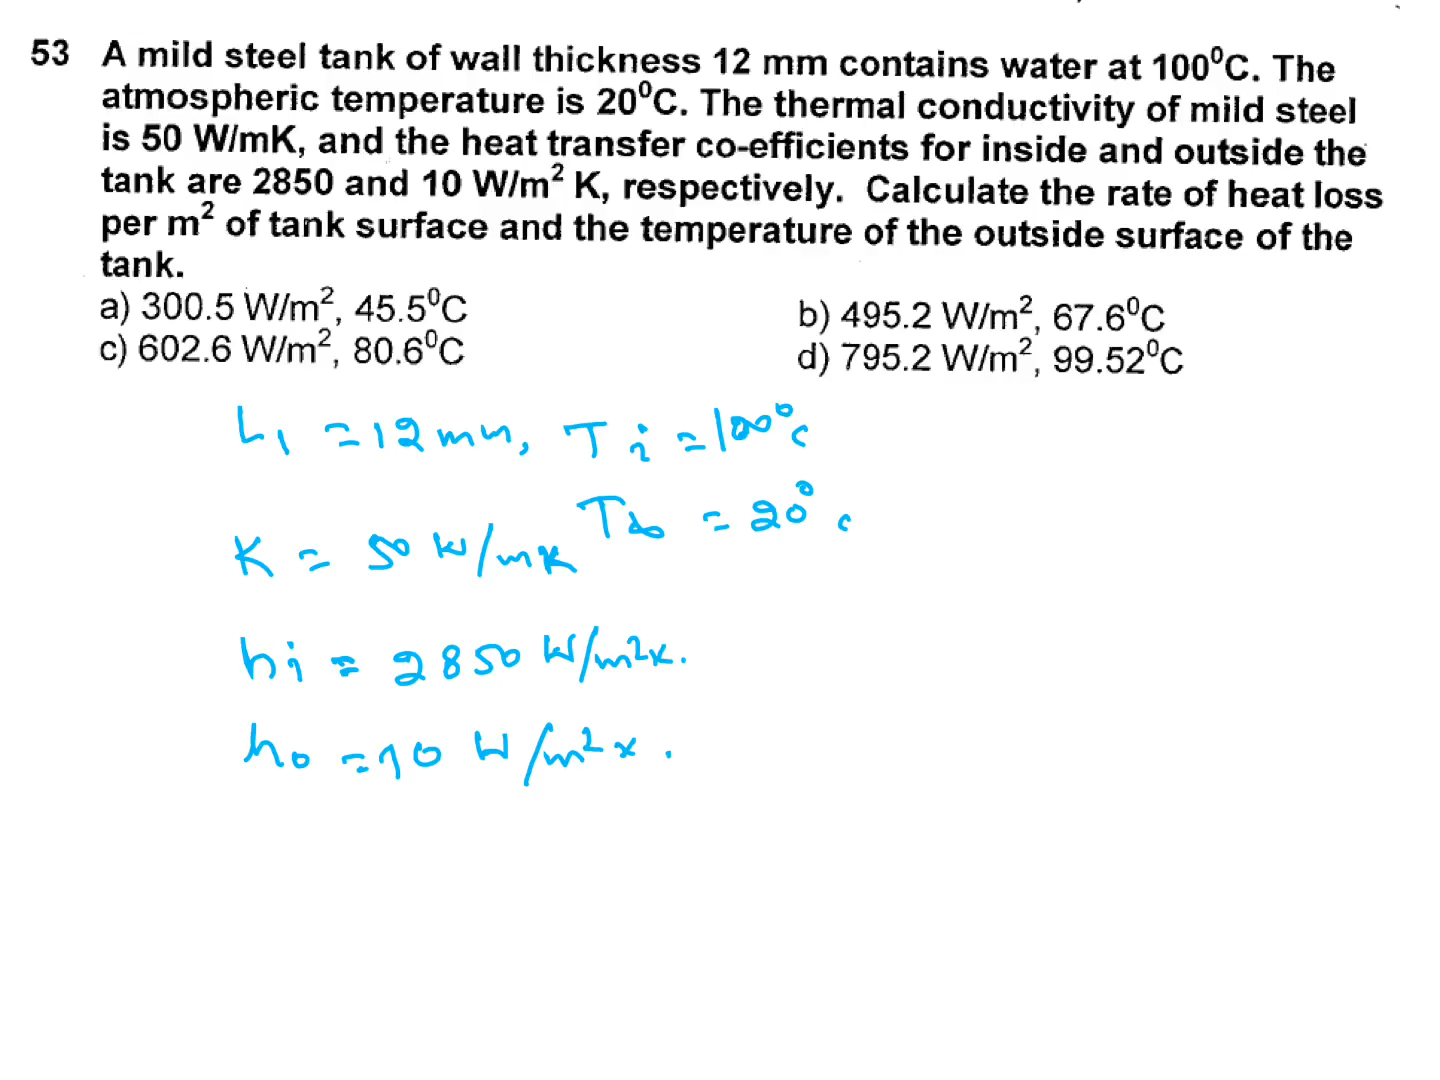 53 A mild steel tank of wall thickness 12 mm contains water at 100⁰C. The
atmospheric temperature is 20⁰C. The thermal conductivity of mild steel
is 50 W/mK, and the heat transfer co-efficients for inside and outside the
tank are 2850 and 10 W/m² K, respectively. Calculate the rate of heat loss
per m² of tank surface and the temperature of the outside surface of the
tank.
a) 300.5 W/m², 45.5⁰C b) 495.2 W/m², 67.6⁰C
c) 602.6 W/m², 80.6⁰C d) 795.2 W/m², 99.52⁰C
L₁ = 12mm, Ti = 100°C
T∞ = 20°C
K = 50 W/mK
hi = 2850 W/m²K.
ho = 10 W/m²K.